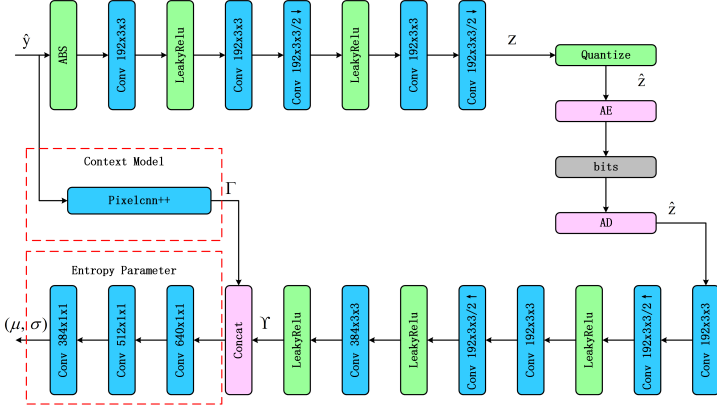 ŷ
ABS
Conv 192x3x3
LeakyRelu
Conv 192x3x3
Conv 192x3x3/2↓
LeakyRelu
Conv 192x3x3
Conv 192x3x3/2↓
z
Quantize
ẑ
AE
bits
AD
ẑ
Context Model
Pixelcnn++
Γ
Entropy Parameter
(μ, σ)
Conv 384x1x1
Conv 512x1x1
Conv 640x1x1
Concat
ϒ
LeakyRelu
Conv 384x3x3
LeakyRelu
Conv 192x3x3/2↑
Conv 192x3x3
LeakyRelu
Conv 192x3x3/2↑
Conv 192x3x3